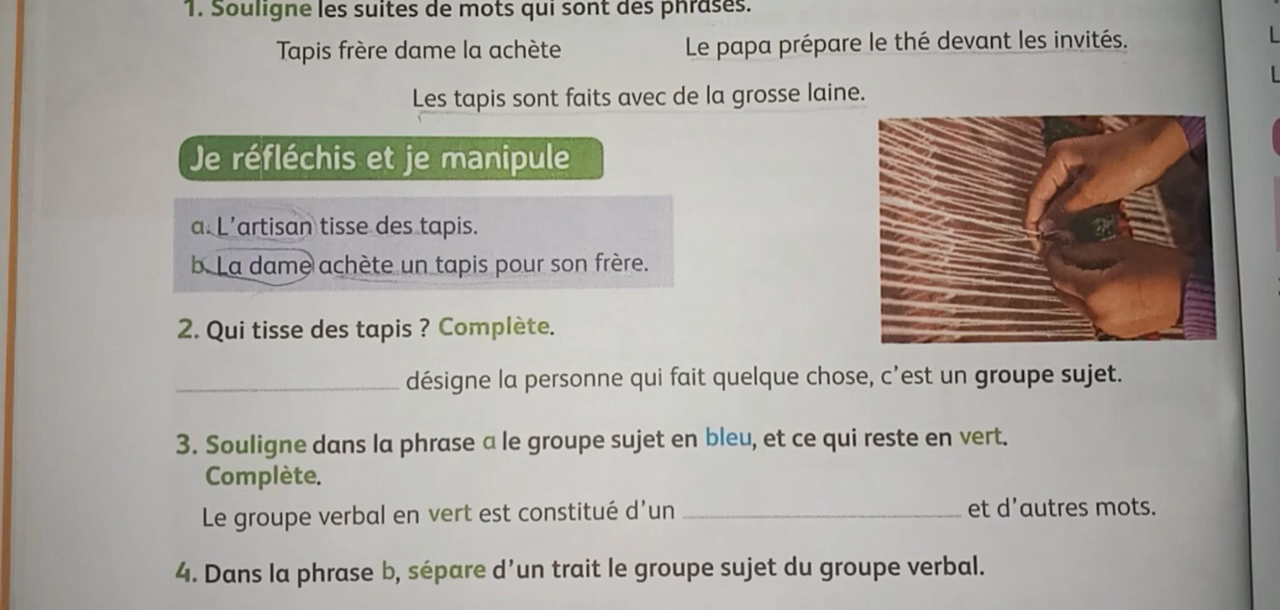 1. Souligne les suites de mots qui sont des phrases.
Tapis frère dame la achète
Le papa prépare le thé devant les invités.
Les tapis sont faits avec de la grosse laine.
Je réfléchis et je manipule
a. L'artisan tisse des tapis.
b. La dame achète un tapis pour son frère.
2. Qui tisse des tapis ? Complète.
désigne la personne qui fait quelque chose, c'est un groupe sujet.
3. Souligne dans la phrase a le groupe sujet en bleu, et ce qui reste en vert.
Complète.
Le groupe verbal en vert est constitué d'un et d'autres mots.
4. Dans la phrase b, sépare d'un trait le groupe sujet du groupe verbal.